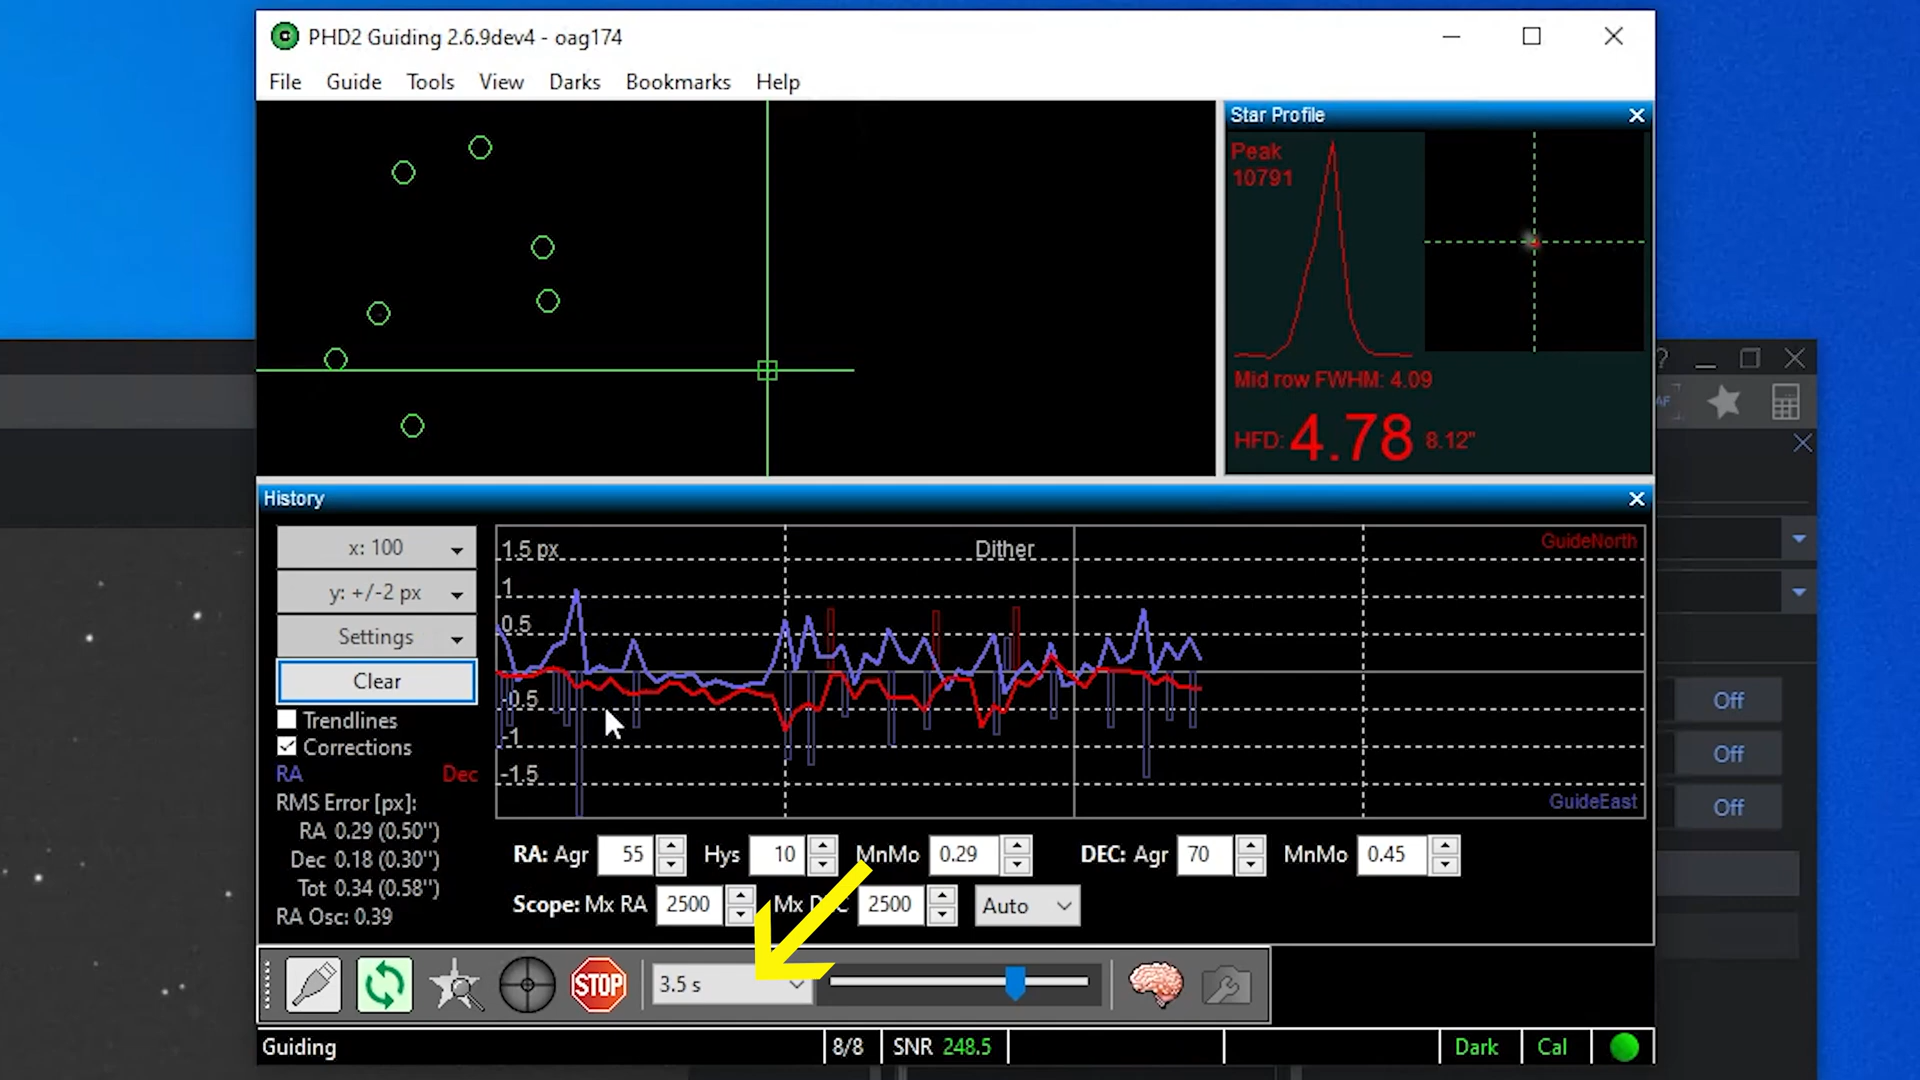 PHD2 Guiding 2.6.9dev4 - oag174
File Guide Tools View Darks Bookmarks Help
Star Profile
Peak
10791
Mid row FWHM: 4.09
HFD: 4.78 8.12"
?
AF
History
x: 100
y: +/-2 px
Settings
Clear
Trendlines
Corrections
RA Dec
RMS Error [px]:
RA 0.29 (0.50")
Dec 0.18 (0.30")
Tot 0.34 (0.58")
RA Osc: 0.39
1.5 px
1
0.5
-0.5
-1
-1.5
Dither
GuideNorth
GuideEast
Off
Off
Off
RA: Agr 55 Hys 10 MnMo 0.29 DEC: Agr 70 MnMo 0.45
Scope: Mx RA 2500 Mx DEC 2500 Auto
STOP
3.5 s
Guiding 8/8 SNR 248.5 Dark Cal